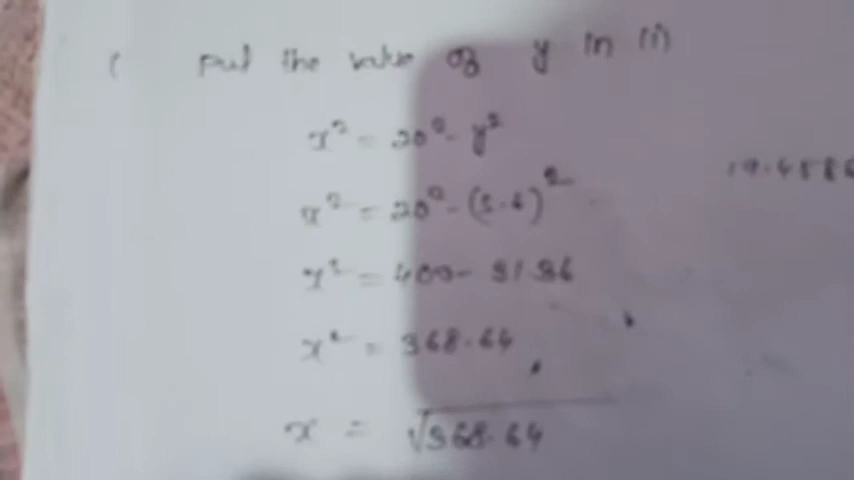 put the value of y in (i)
x² = 20² - y²
x² = 20² - (5.6)²
x² = 400 - 31.36
x² = 368.64
x = √368.64